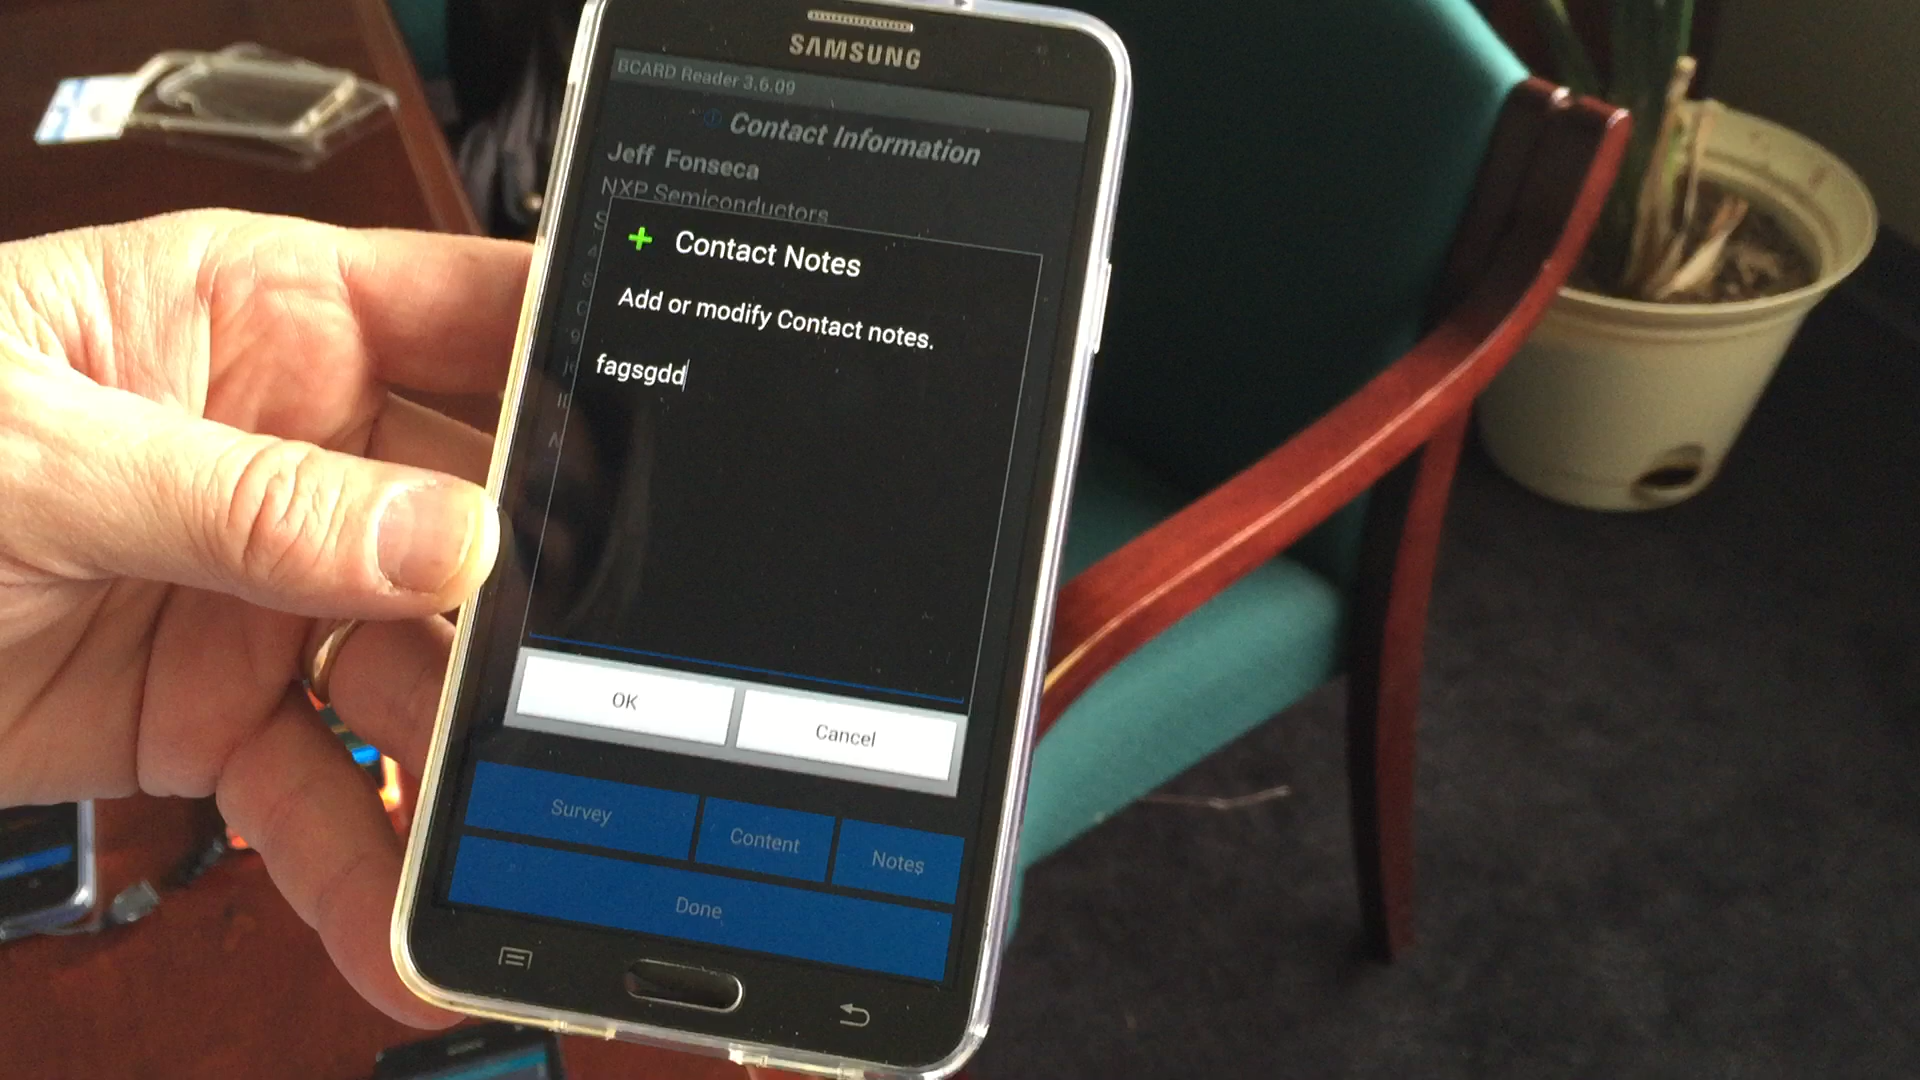 SAMSUNG
BCARD Reader 3.6.09
Contact Information
Jeff Fonseca
NXP Semiconductors
Contact Notes
Add or modify Contact notes.
fagsgdd
OK
Cancel
Survey
Content
Notes
Done